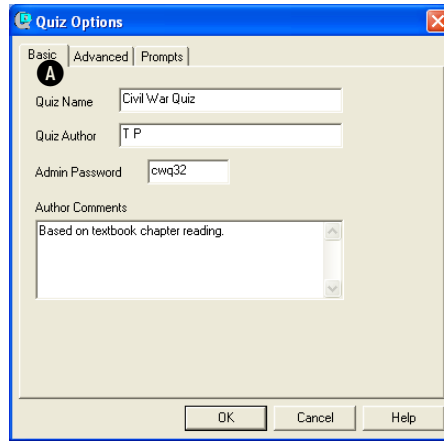 Quiz Options
Basic Advanced Prompts
A
Quiz Name Civil War Quiz
Quiz Author T P
Admin Password cwq32
Author Comments
Based on textbook chapter reading.
OK Cancel Help